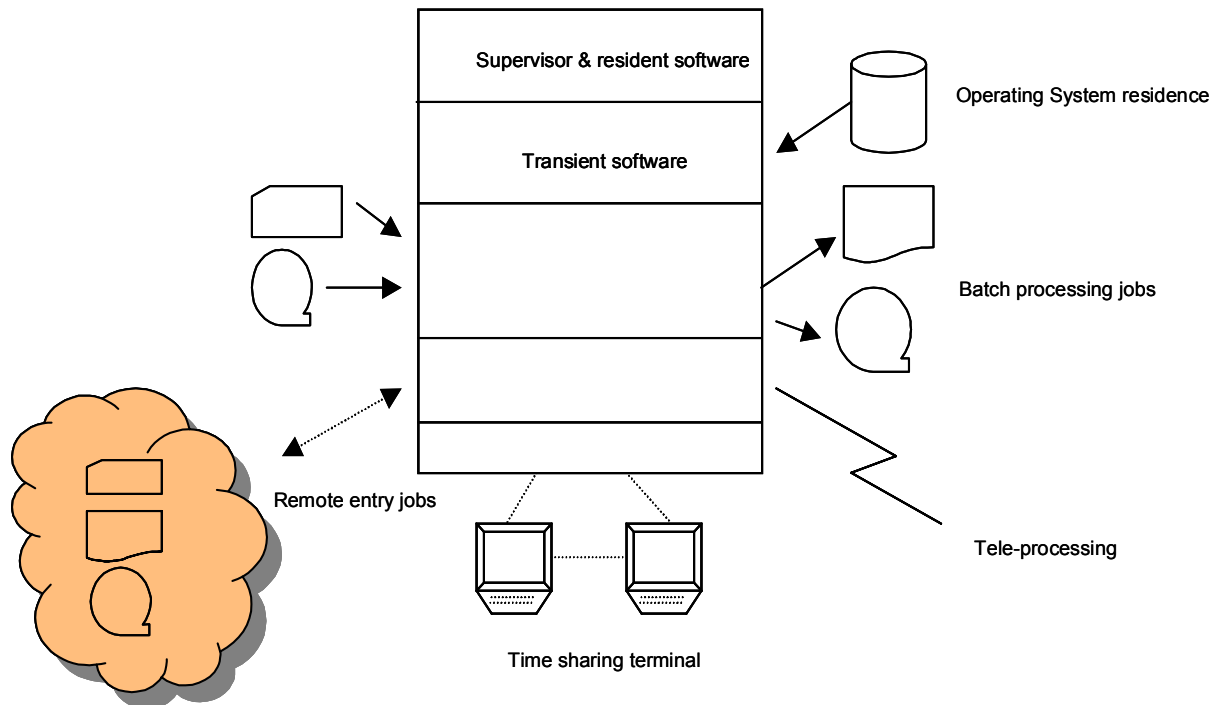 Supervisor & resident software
Operating System residence
Transient software
Batch processing jobs
Remote entry jobs
Tele-processing
Time sharing terminal